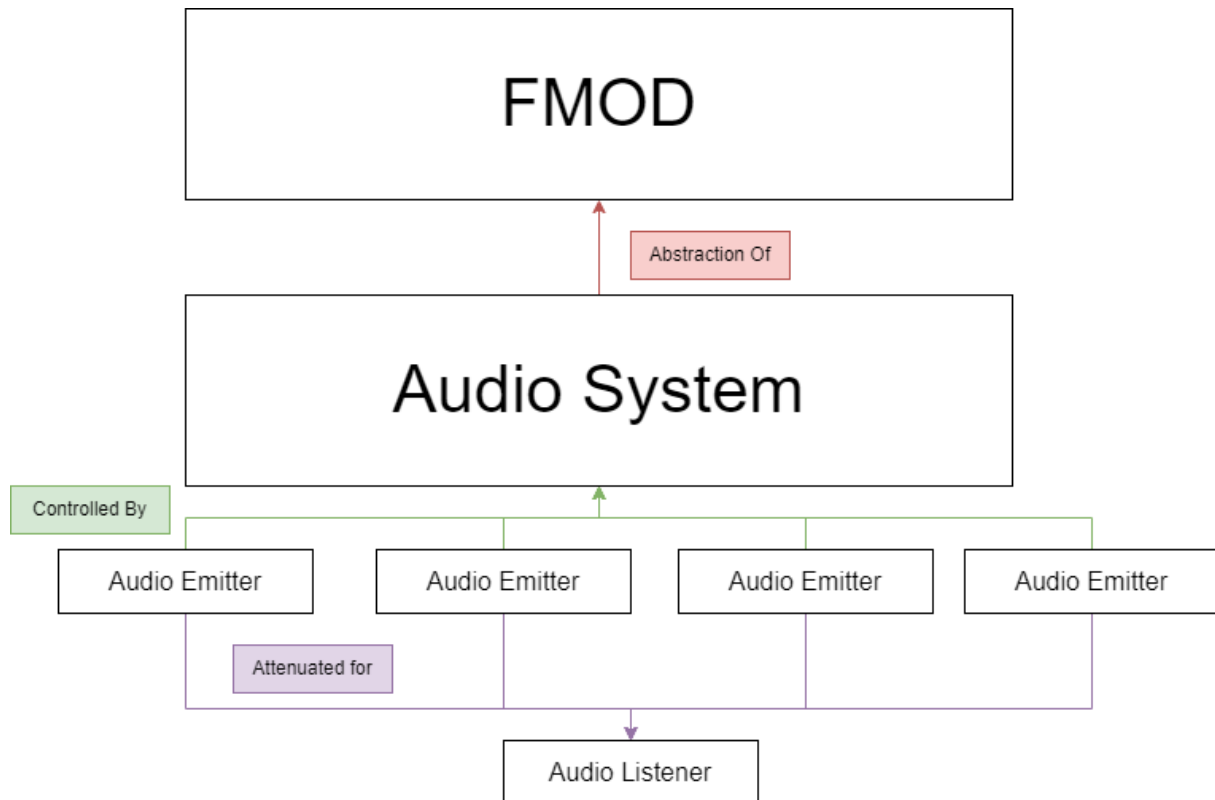 FMOD
Abstraction Of
Audio System
Controlled By
Audio Emitter
Audio Emitter
Audio Emitter
Audio Emitter
Attenuated for
Audio Listener